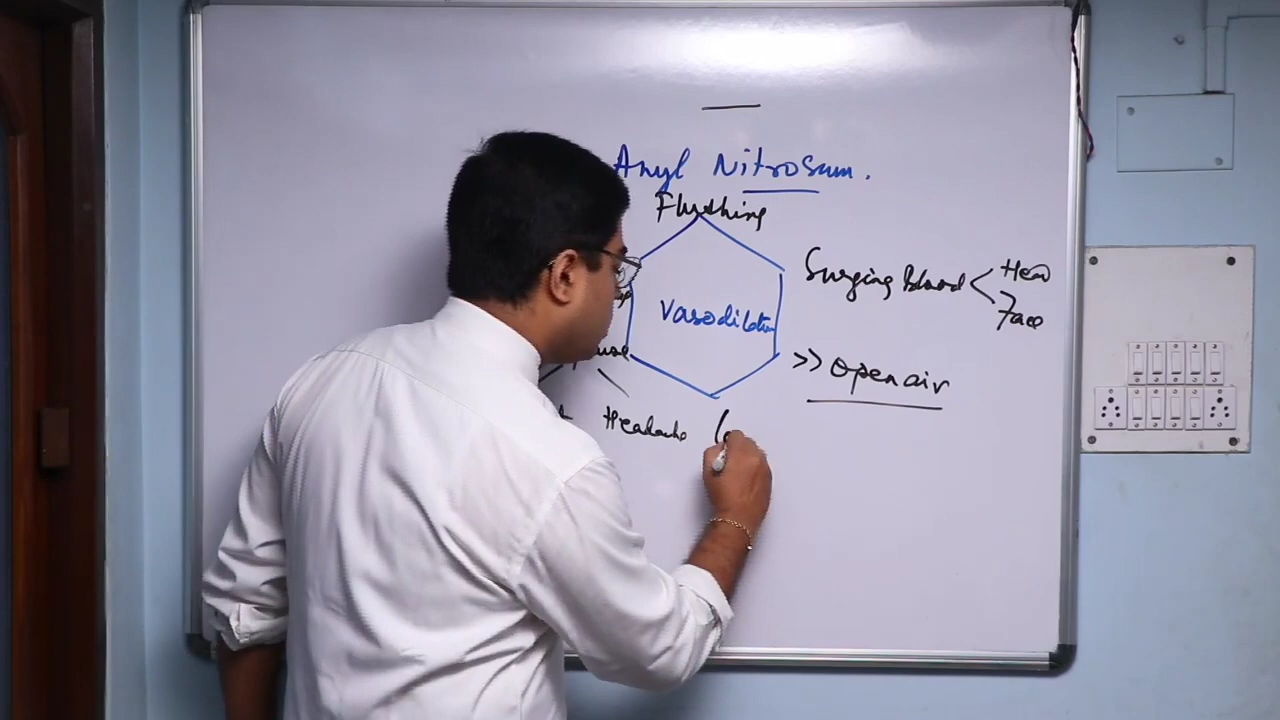 Amyl Nitrosum.
Flushing
Surging Blood < Head
Face
Vasodilation
>> Open air
Headache (